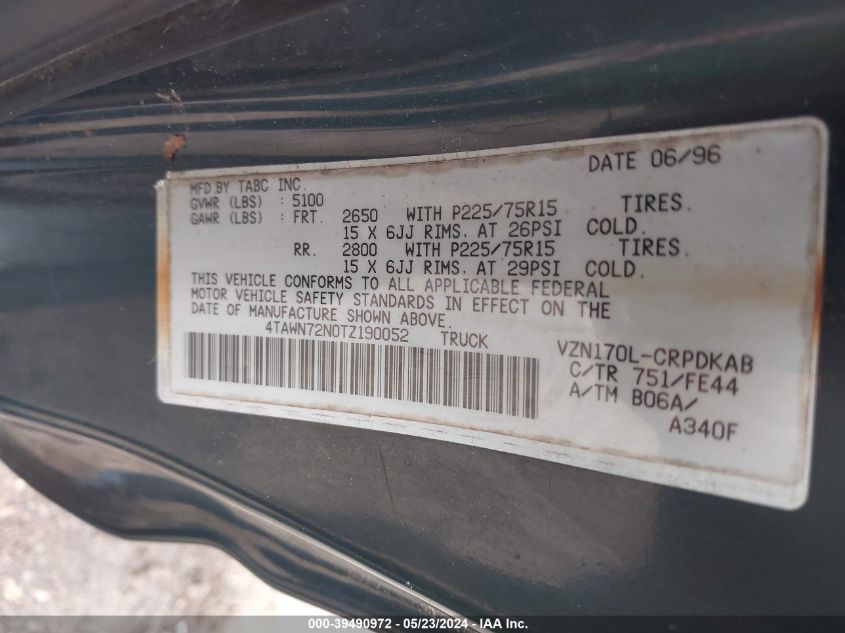 DATE 06/96
MFD BY TABC INC.
GVWR (LBS) : 5100
GAWR (LBS) : FRT. 2650 WITH P225/75R15 TIRES.
15 X 6JJ RIMS. AT 26PSI COLD.
RR. 2800 WITH P225/75R15 TIRES.
15 X 6JJ RIMS. AT 29PSI COLD.
THIS VEHICLE CONFORMS TO ALL APPLICABLE FEDERAL
MOTOR VEHICLE SAFETY STANDARDS IN EFFECT ON THE
DATE OF MANUFACTURE SHOWN ABOVE.
4TAWN72N0TZ190052 TRUCK
VZN170L-CRPDKAB
C/TR 751/FE44
A/TM B06A/
A340F
000-39490972 - 05/23/2024 - IAA Inc.